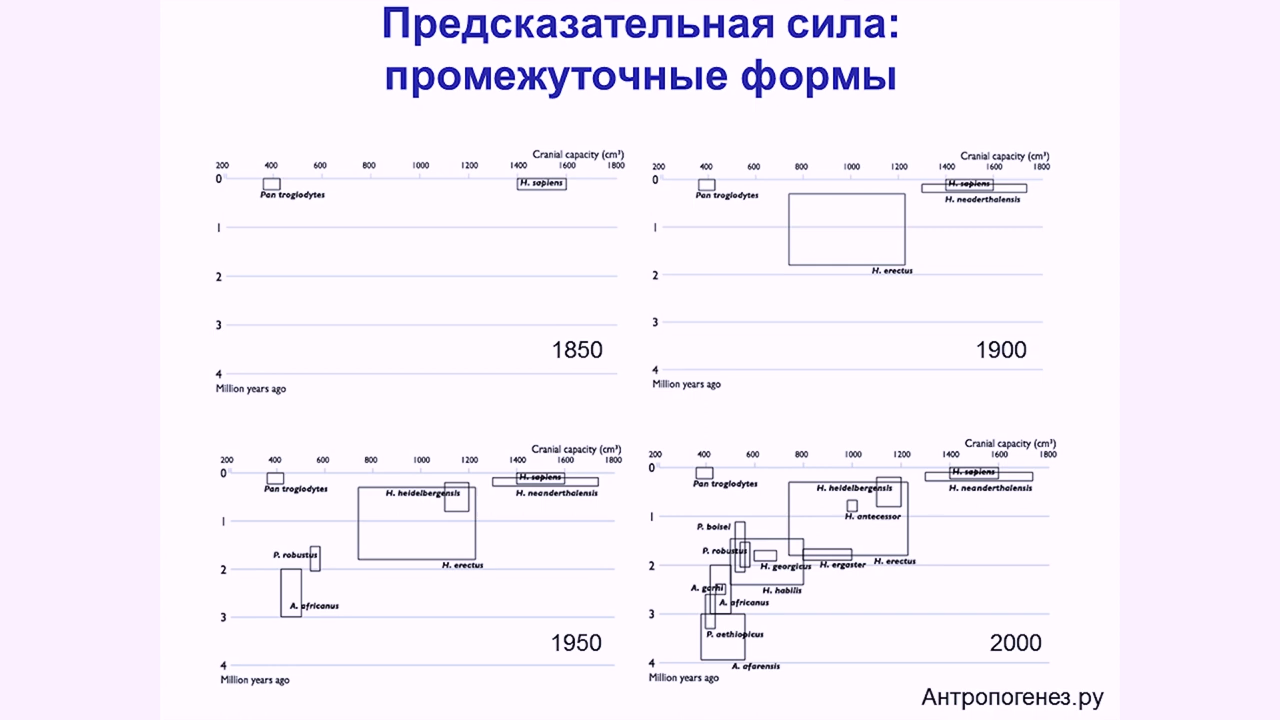 Предсказательная сила:
промежуточные формы
Cranial capacity (cm³)
200 400 600 800 1000 1200 1400 1600 1800
0
H. sapiens
Pan troglodytes
1
2
3
1850
4
Million years ago
Cranial capacity (cm³)
200 400 600 800 1000 1200 1400 1600 1800
0
H. sapiens
Pan troglodytes
H. neoderthalensis
1
H. erectus
2
3
1900
4
Million years ago
Cranial capacity (cm³)
200 400 600 800 1000 1200 1400 1600 1800
0
H. sapiens
Pan troglodytes
H. heidelbergensis
H. neanderthalensis
1
P. robustus
H. erectus
2
A. africanus
3
1950
4
Million years ago
Cranial capacity (cm³)
200 400 600 800 1000 1200 1400 1600 1800
0
H. sapiens
Pan troglodytes
H. heidelbergensis
H. neanderthalensis
1
H. antecessor
P. boisei
P. robustus
H. georgicus
H. ergaster
H. erectus
2
A. garhi
H. habilis
A. africanus
3
P. aethiopicus
2000
4
A. afarensis
Million years ago
Антропогенез.ру